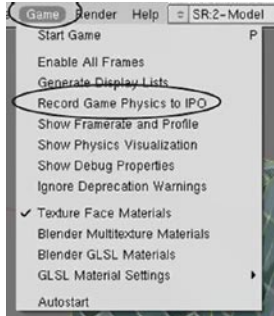 Game Render Help SR:2-Model
Start Game P
Enable All Frames
Generate Display Lists
Record Game Physics to IPO
Show Framerate and Profile
Show Physics Visualization
Show Debug Properties
Ignore Deprecation Warnings
✓ Texture Face Materials
Blender Multitexture Materials
Blender GLSL Materials
GLSL Material Settings
Autostart